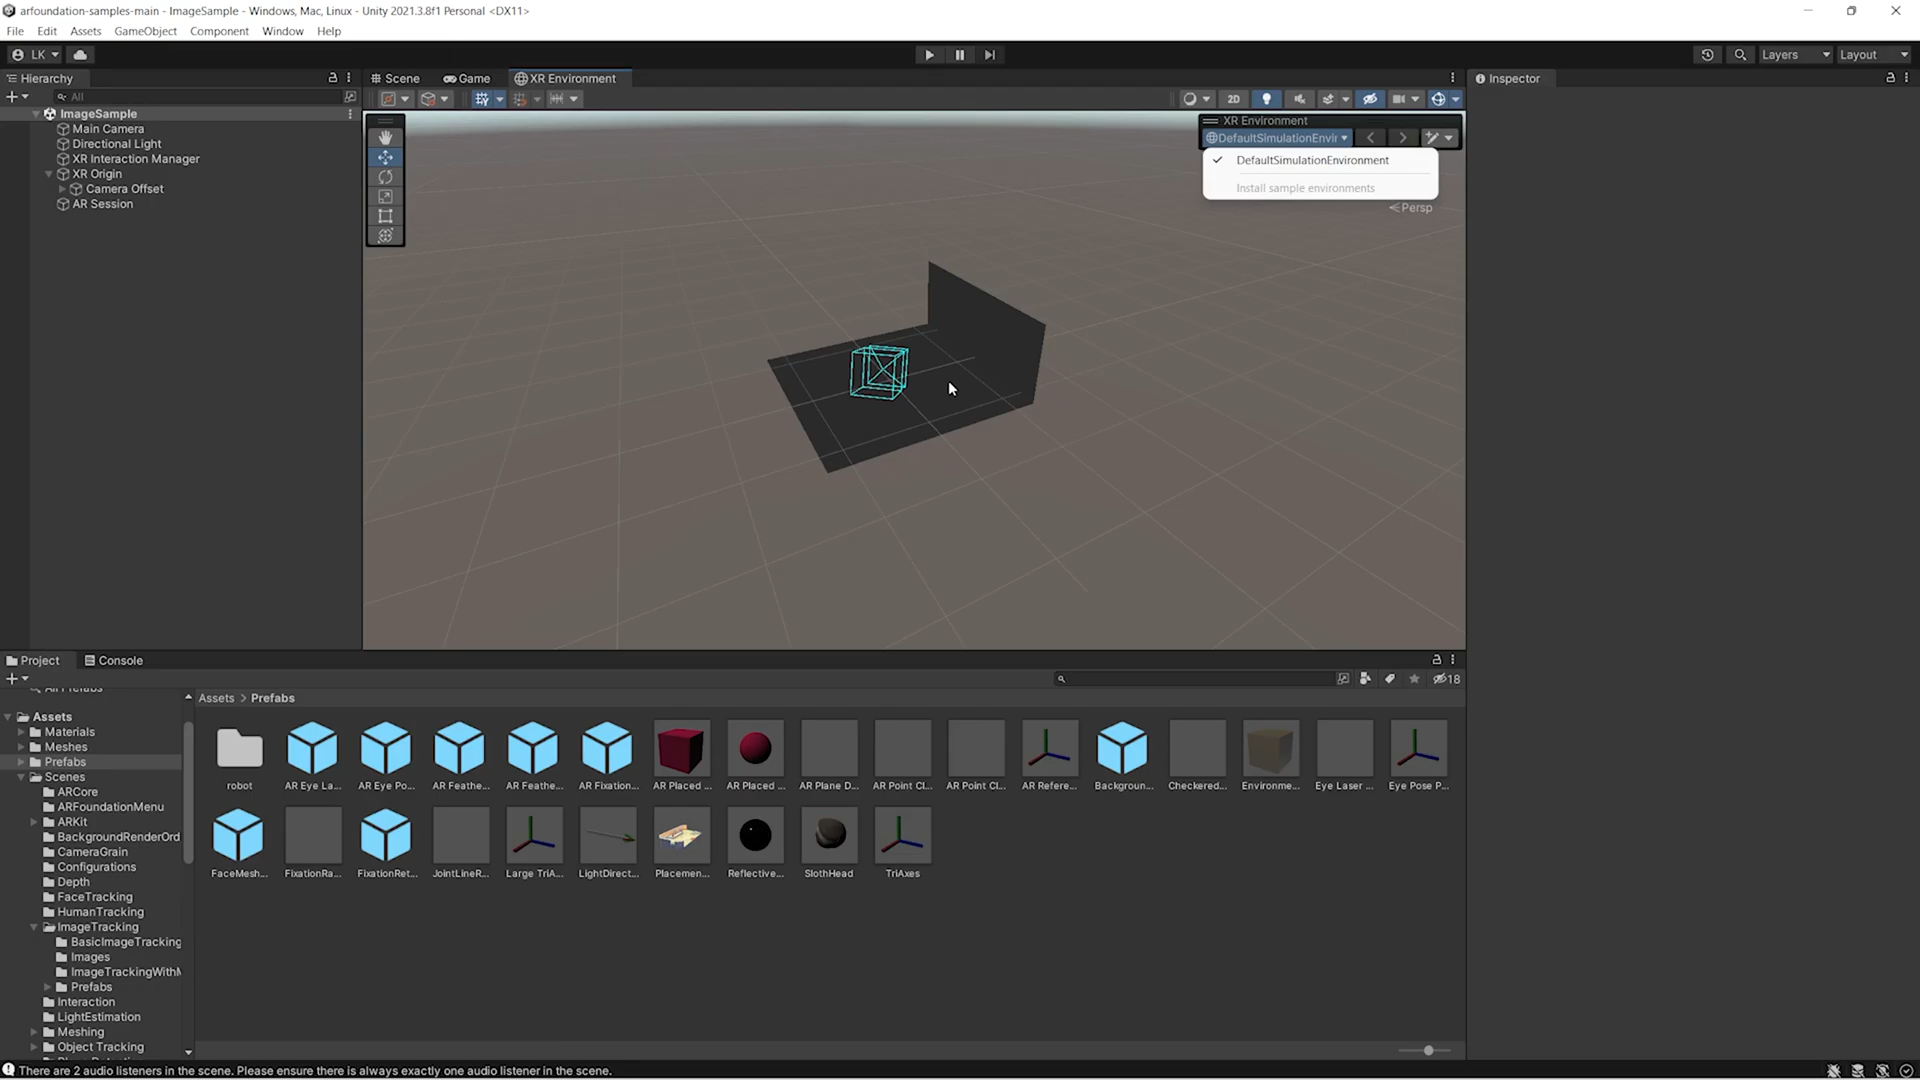 arfoundation-samples-main - ImageSample - Windows, Mac, Linux - Unity 2021.3.8f1 Personal <DX11>
File Edit Assets GameObject Component Window Help
LK Layers Layout
Hierarchy
Scene Game XR Environment
Inspector
All
2D
ImageSample
Main Camera
Directional Light
XR Interaction Manager
XR Origin
Camera Offset
AR Session
XR Environment
DefaultSimulationEnvir
DefaultSimulationEnvironment
Install sample environments
Persp
Project Console
18
Assets > Prefabs
All Prefabs
Assets
Materials
Meshes
Prefabs
Scenes
ARCore
ARFoundationMenu
ARKit
BackgroundRenderOrd
CameraGrain
Configurations
Depth
FaceTracking
HumanTracking
ImageTracking
BasicImageTracking
Images
ImageTrackingWithM
Prefabs
Interaction
LightEstimation
Meshing
Object Tracking
robot AR Eye La... AR Eye Po... AR Feathe... AR Feathe... AR Fixation... AR Placed ... AR Placed ... AR Plane D... AR Point Cl... AR Point Cl... AR Refere... Backgroun... Checkered... Environme... Eye Laser ... Eye Pose P...
FaceMesh... FixationRa... FixationRet... JointLineR... Large TriA... LightDirect... Placemen... Reflective... SlothHead TriAxes
There are 2 audio listeners in the scene. Please ensure there is always exactly one audio listener in the scene.